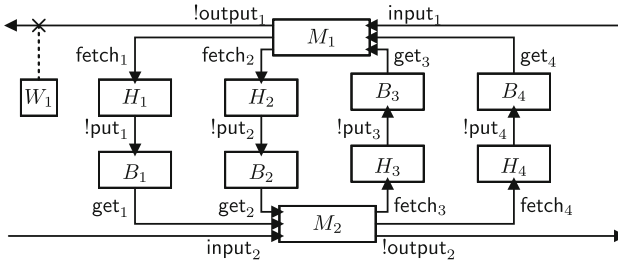 !output₁ input₁
M₁
fetch₁ fetch₂ get₃ get₄
W₁ H₁ H₂ B₃ B₄
!put₁ !put₂ !put₃ !put₄
B₁ B₂ H₃ H₄
get₁ get₂ fetch₃ fetch₄
M₂
input₂ !output₂